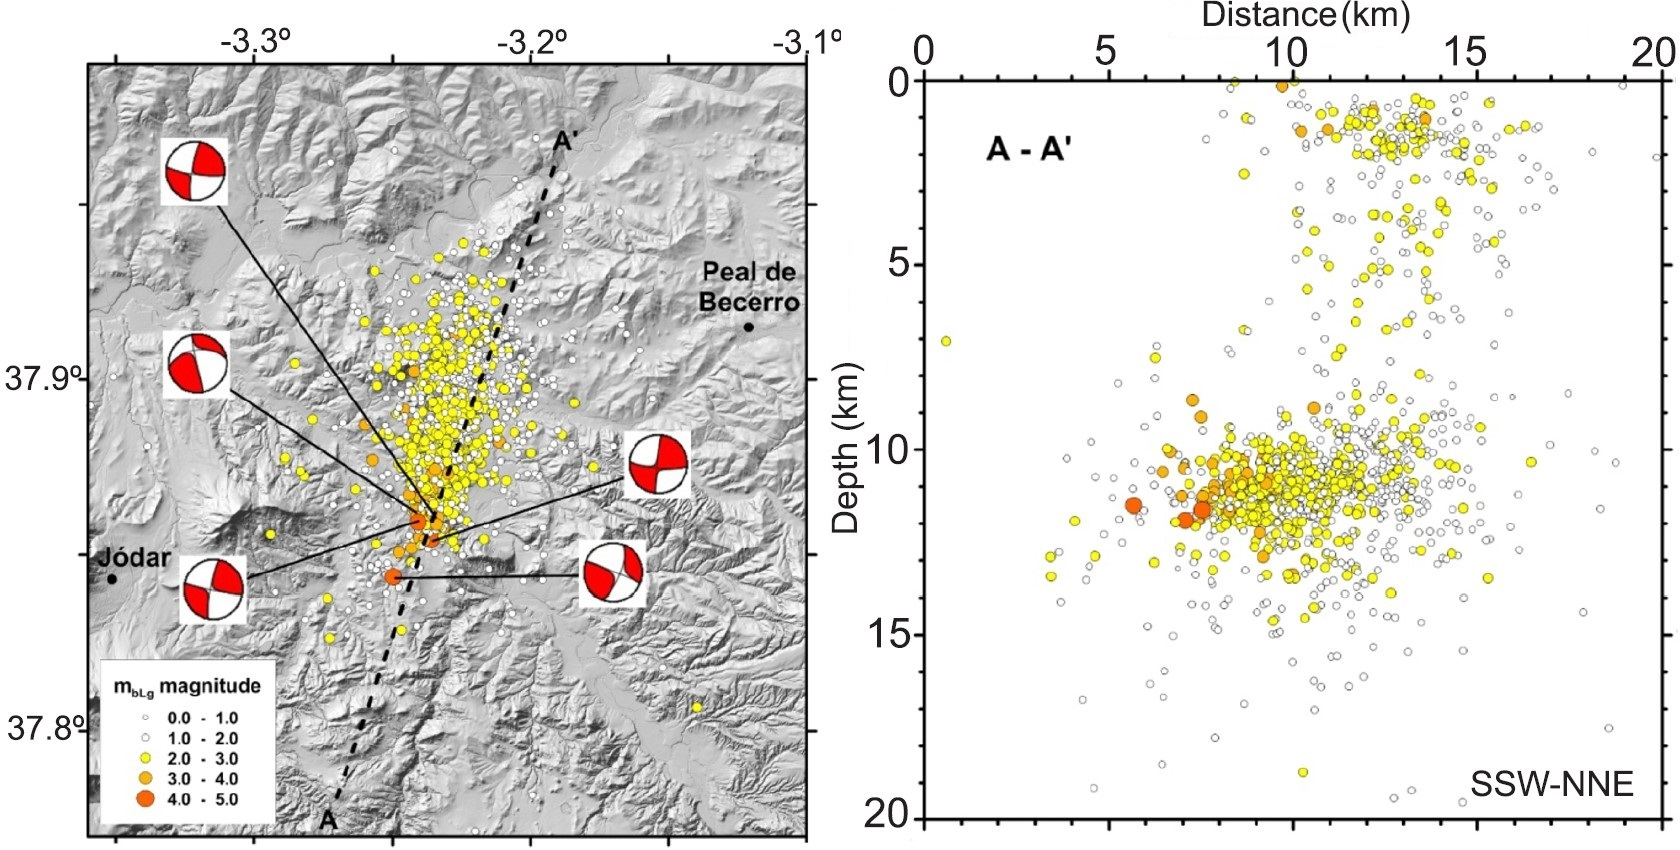 -3.3º
-3.2º
-3.1º
A'
Peal de
Becerro
37.9º
Jódar
37.8º
A
mbLg magnitude
0.0 - 1.0
1.0 - 2.0
2.0 - 3.0
3.0 - 4.0
4.0 - 5.0
Distance (km)
0 5 10 15 20
0
A - A'
5
Depth (km)
10
15
SSW-NNE
20